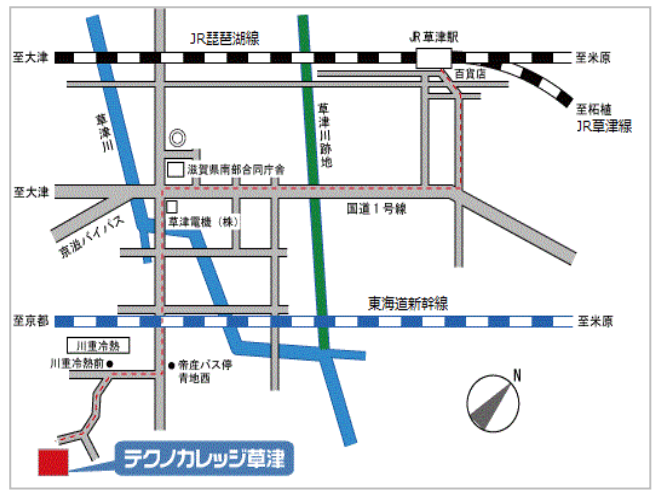 JR琵琶湖線
JR草津駅
至大津
至米原
百貨店
至柘植
JR草津線
草津川
草津川跡地
滋賀県南部合同庁舎
至大津
国道1号線
草津電機(株)
京滋バイパス
東海道新幹線
至京都
至米原
川重冷熱
川重冷熱前
帝産バス停
青地西
N
テクノカレッジ草津